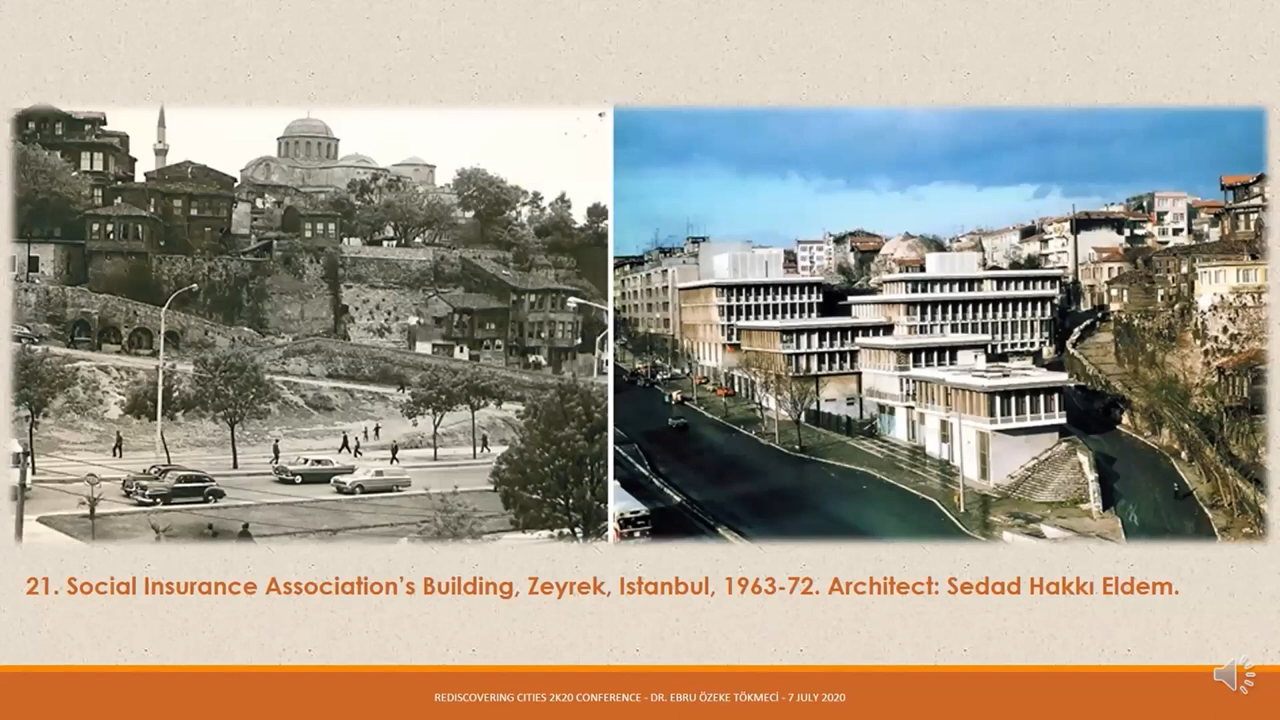 21. Social Insurance Association’s Building, Zeyrek, Istanbul, 1963-72. Architect: Sedad Hakkı Eldem.
REDISCOVERING CITIES 2K20 CONFERENCE - DR. EBRU ÖZEKE TÖKMECİ - 7 JULY 2020